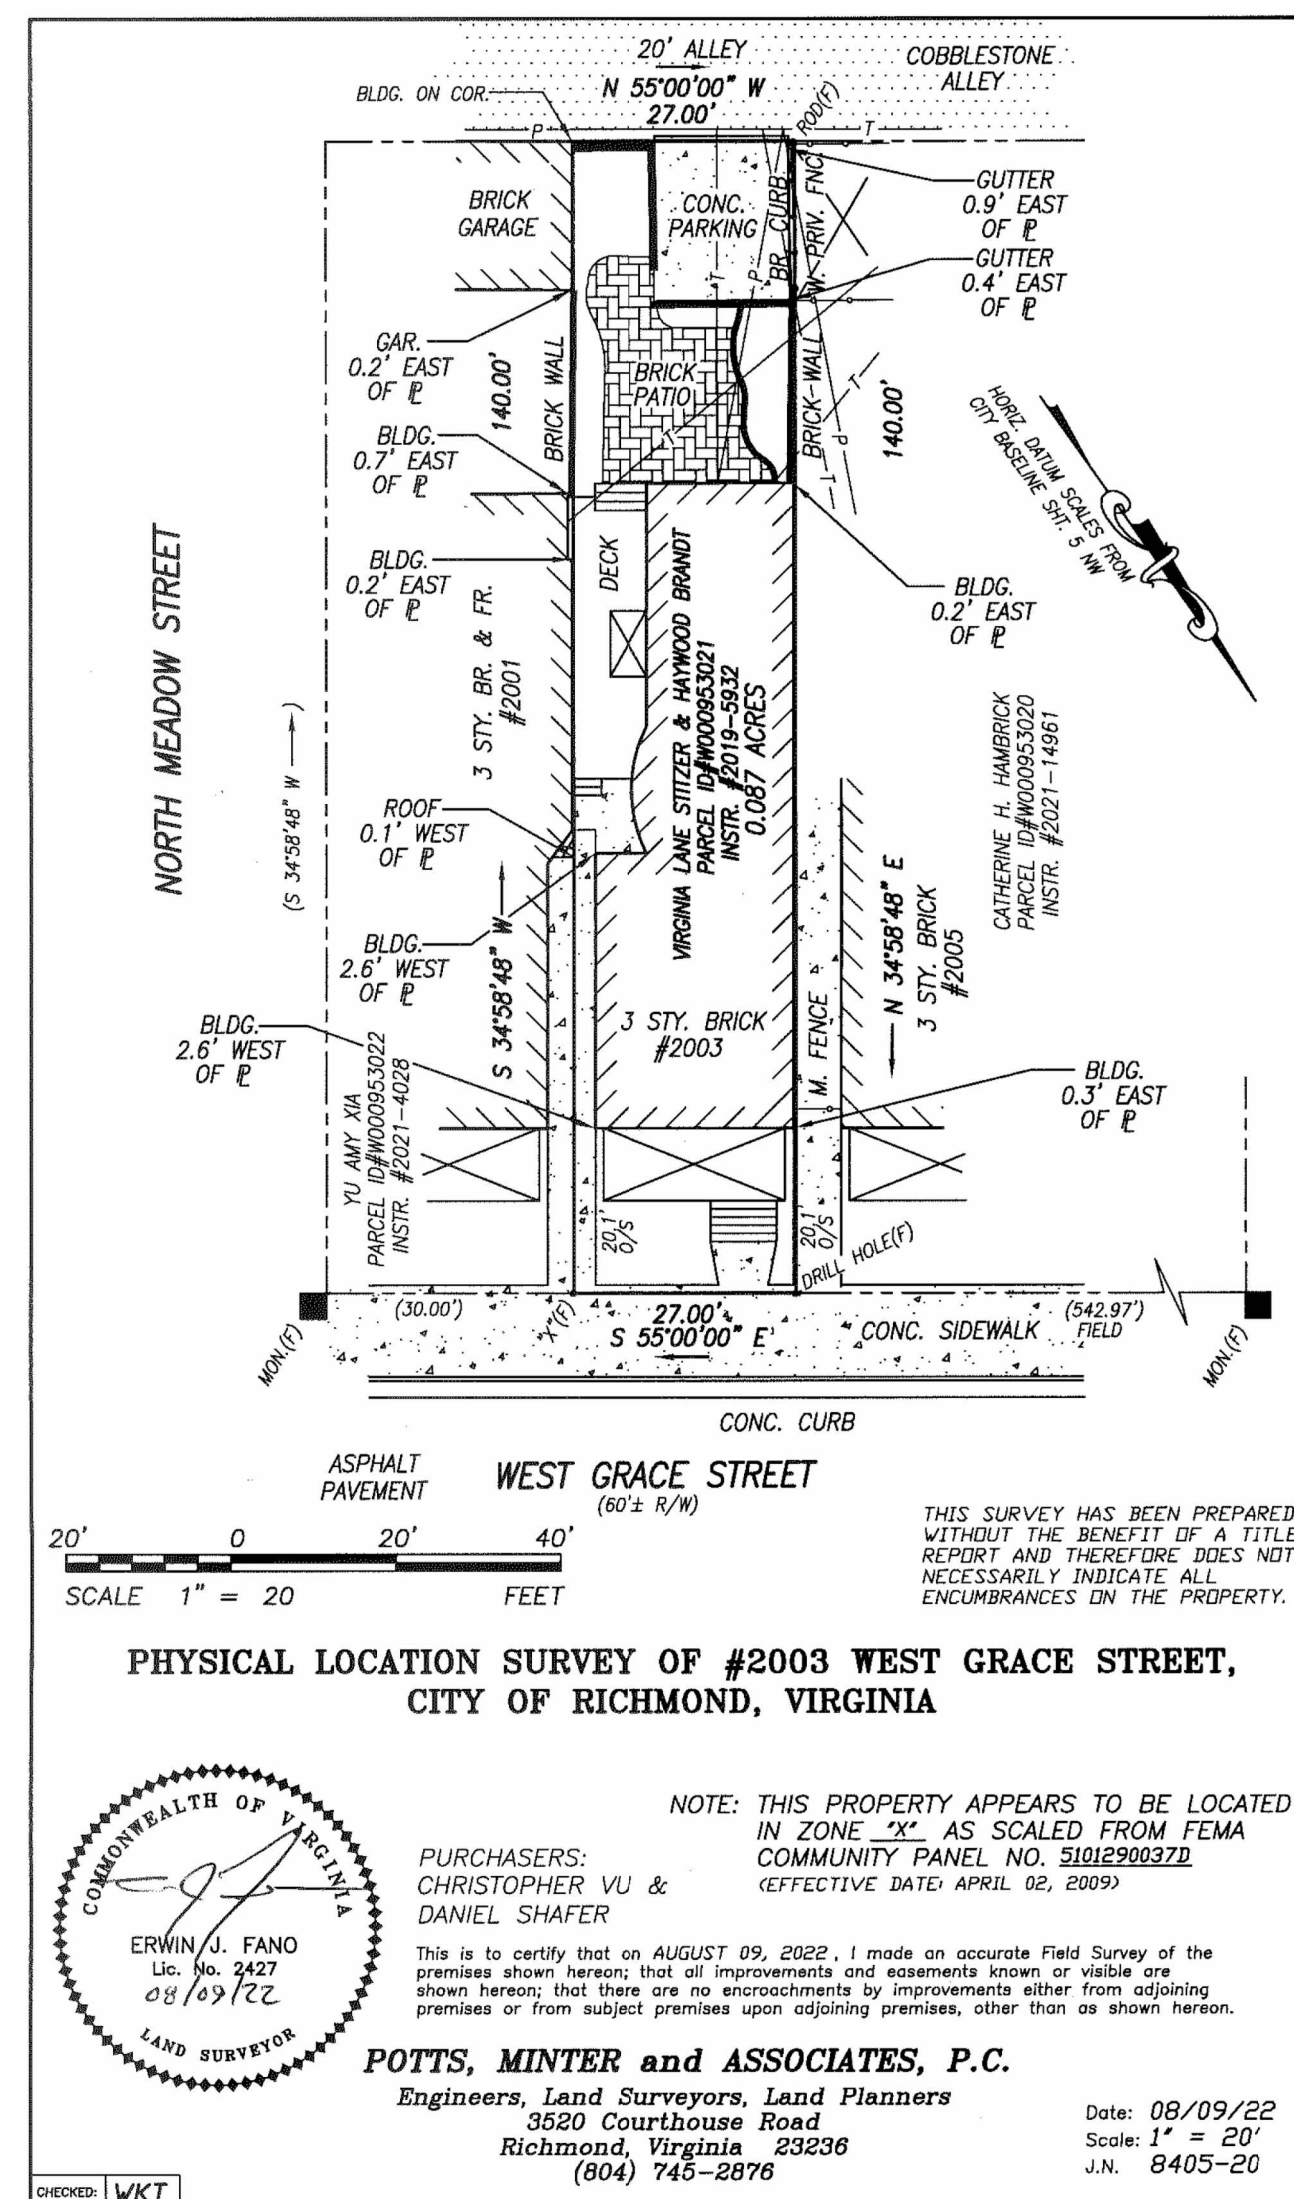 20' ALLEY
N 55°00'00" W
27.00'
COBBLESTONE
ALLEY
BLDG. ON COR.
ROD(F)
P
T
BRICK
GARAGE
CONC.
PARKING
BR. CURB
W. PRIV. FNC.
GUTTER
0.9' EAST
OF ℙL
GUTTER
0.4' EAST
OF ℙL
GAR.
0.2' EAST
OF ℙL
140.00'
BRICK WALL
T
P
BRICK
PATIO
T
BRICK WALL
T
P
T
140.00'
HORIZ. DATUM SCALES FROM
CITY BASELINE SHT. 5 NW
BLDG.
0.7' EAST
OF ℙL
BLDG.
0.2' EAST
OF ℙL
DECK
BLDG.
0.2' EAST
OF ℙL
NORTH MEADOW STREET
(S 34°58'48" W)
3 STY. BR. & FR.
#2001
VIRGINIA LANE STITZER & HAYWOOD BRANDT
PARCEL ID#W000953021
INSTR. #2019-5932
0.087 ACRES
CATHERINE H. HAMBRICK
PARCEL ID#W000953020
INSTR. #2021-14961
ROOF
0.1' WEST
OF ℙL
BLDG.
2.6' WEST
OF ℙL
S 34°58'48" W
N 34°58'48" E
3 STY. BRICK
#2005
BLDG.
2.6' WEST
OF ℙL
3 STY. BRICK
#2003
M. FENCE
BLDG.
0.3' EAST
OF ℙL
YU AMY XIA
PARCEL ID#W000953022
INSTR. #2021-4028
20.1'
O/S
20.1'
O/S
DRILL HOLE(F)
MON.(F)
(30.00')
"X"(F)
27.00'
S 55°00'00" E
CONC. SIDEWALK
(542.97')
FIELD
MON.(F)
CONC. CURB
ASPHALT
PAVEMENT
WEST GRACE STREET
(60'± R/W)
20' 0 20' 40'
SCALE 1" = 20 FEET
THIS SURVEY HAS BEEN PREPARED
WITHOUT THE BENEFIT OF A TITLE
REPORT AND THEREFORE DOES NOT
NECESSARILY INDICATE ALL
ENCUMBRANCES ON THE PROPERTY.
PHYSICAL LOCATION SURVEY OF #2003 WEST GRACE STREET,
CITY OF RICHMOND, VIRGINIA
COMMONWEALTH OF VIRGINIA
ERWIN J. FANO
Lic. No. 2427
08/09/22
LAND SURVEYOR
NOTE: THIS PROPERTY APPEARS TO BE LOCATED
IN ZONE "X" AS SCALED FROM FEMA
COMMUNITY PANEL NO. 5101290037D
(EFFECTIVE DATE: APRIL 02, 2009)
PURCHASERS:
CHRISTOPHER VU &
DANIEL SHAFER
This is to certify that on AUGUST 09, 2022, I made an accurate Field Survey of the
premises shown hereon; that all improvements and easements known or visible are
shown hereon; that there are no encroachments by improvements either from adjoining
premises or from subject premises upon adjoining premises, other than as shown hereon.
POTTS, MINTER and ASSOCIATES, P.C.
Engineers, Land Surveyors, Land Planners
3520 Courthouse Road
Richmond, Virginia 23236
(804) 745-2876
Date: 08/09/22
Scale: 1" = 20'
J.N. 8405-20
CHECKED: WKT